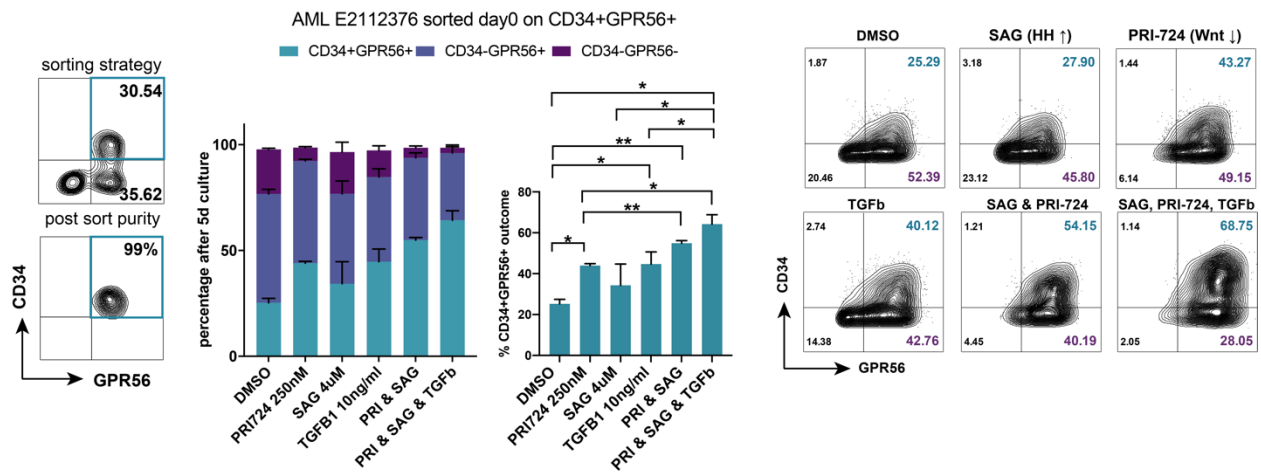 AML E2112376 sorted day0 on CD34+GPR56+
CD34+GPR56+ CD34-GPR56+ CD34-GPR56-
sorting strategy
30.54
35.62
post sort purity
99%
CD34
GPR56
percentage after 5d culture
100
50
0
DMSO
PRI724 250nM
SAG 4uM
TGFB1 10ng/ml
PRI & SAG
PRI & SAG & TGFb
*
*
*
**
*
*
**
*
% CD34+GPR56+ outcome
80
60
40
20
0
DMSO
PRI724 250nM
SAG 4uM
TGFB1 10ng/ml
PRI & SAG
PRI & SAG & TGFb
DMSO
1.87 25.29
20.46 52.39
SAG (HH ↑)
3.18 27.90
23.12 45.80
PRI-724 (Wnt ↓)
1.44 43.27
6.14 49.15
TGFb
2.74 40.12
14.38 42.76
SAG & PRI-724
1.21 54.15
4.45 40.19
SAG, PRI-724, TGFb
1.14 68.75
2.05 28.05
CD34
GPR56